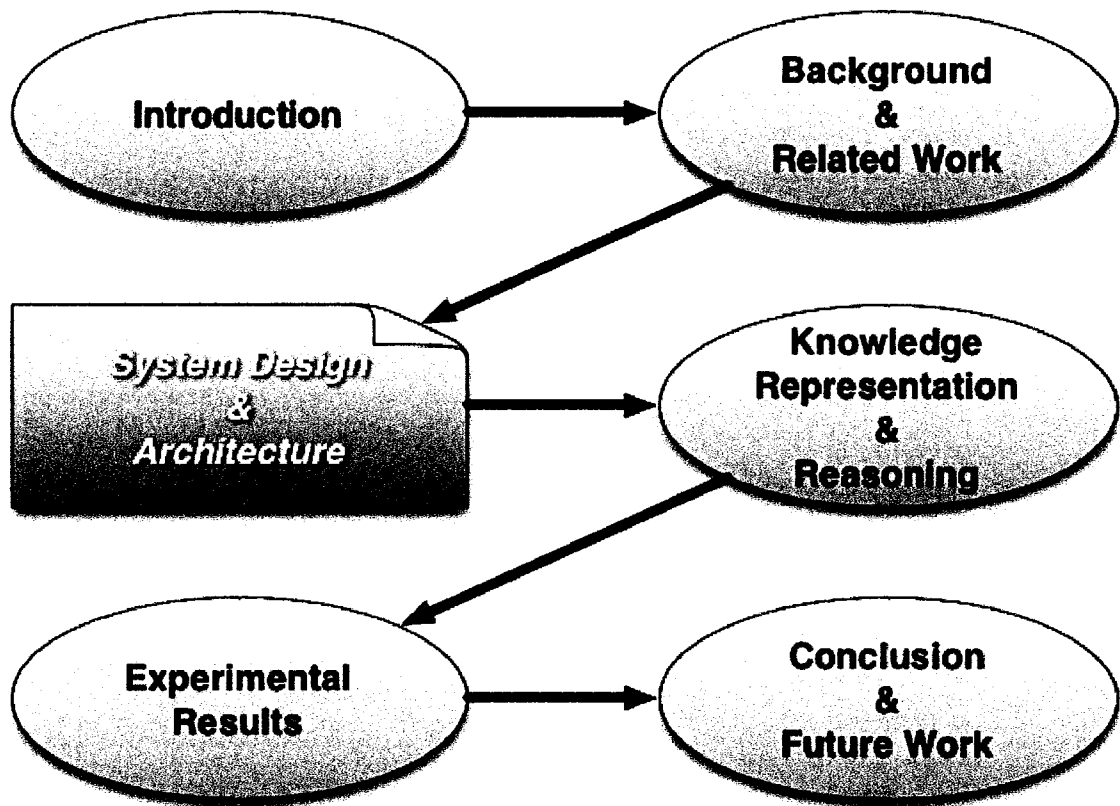 Introduction
Background
&
Related Work
System Design
&
Architecture
Knowledge
Representation
&
Reasoning
Experimental
Results
Conclusion
&
Future Work